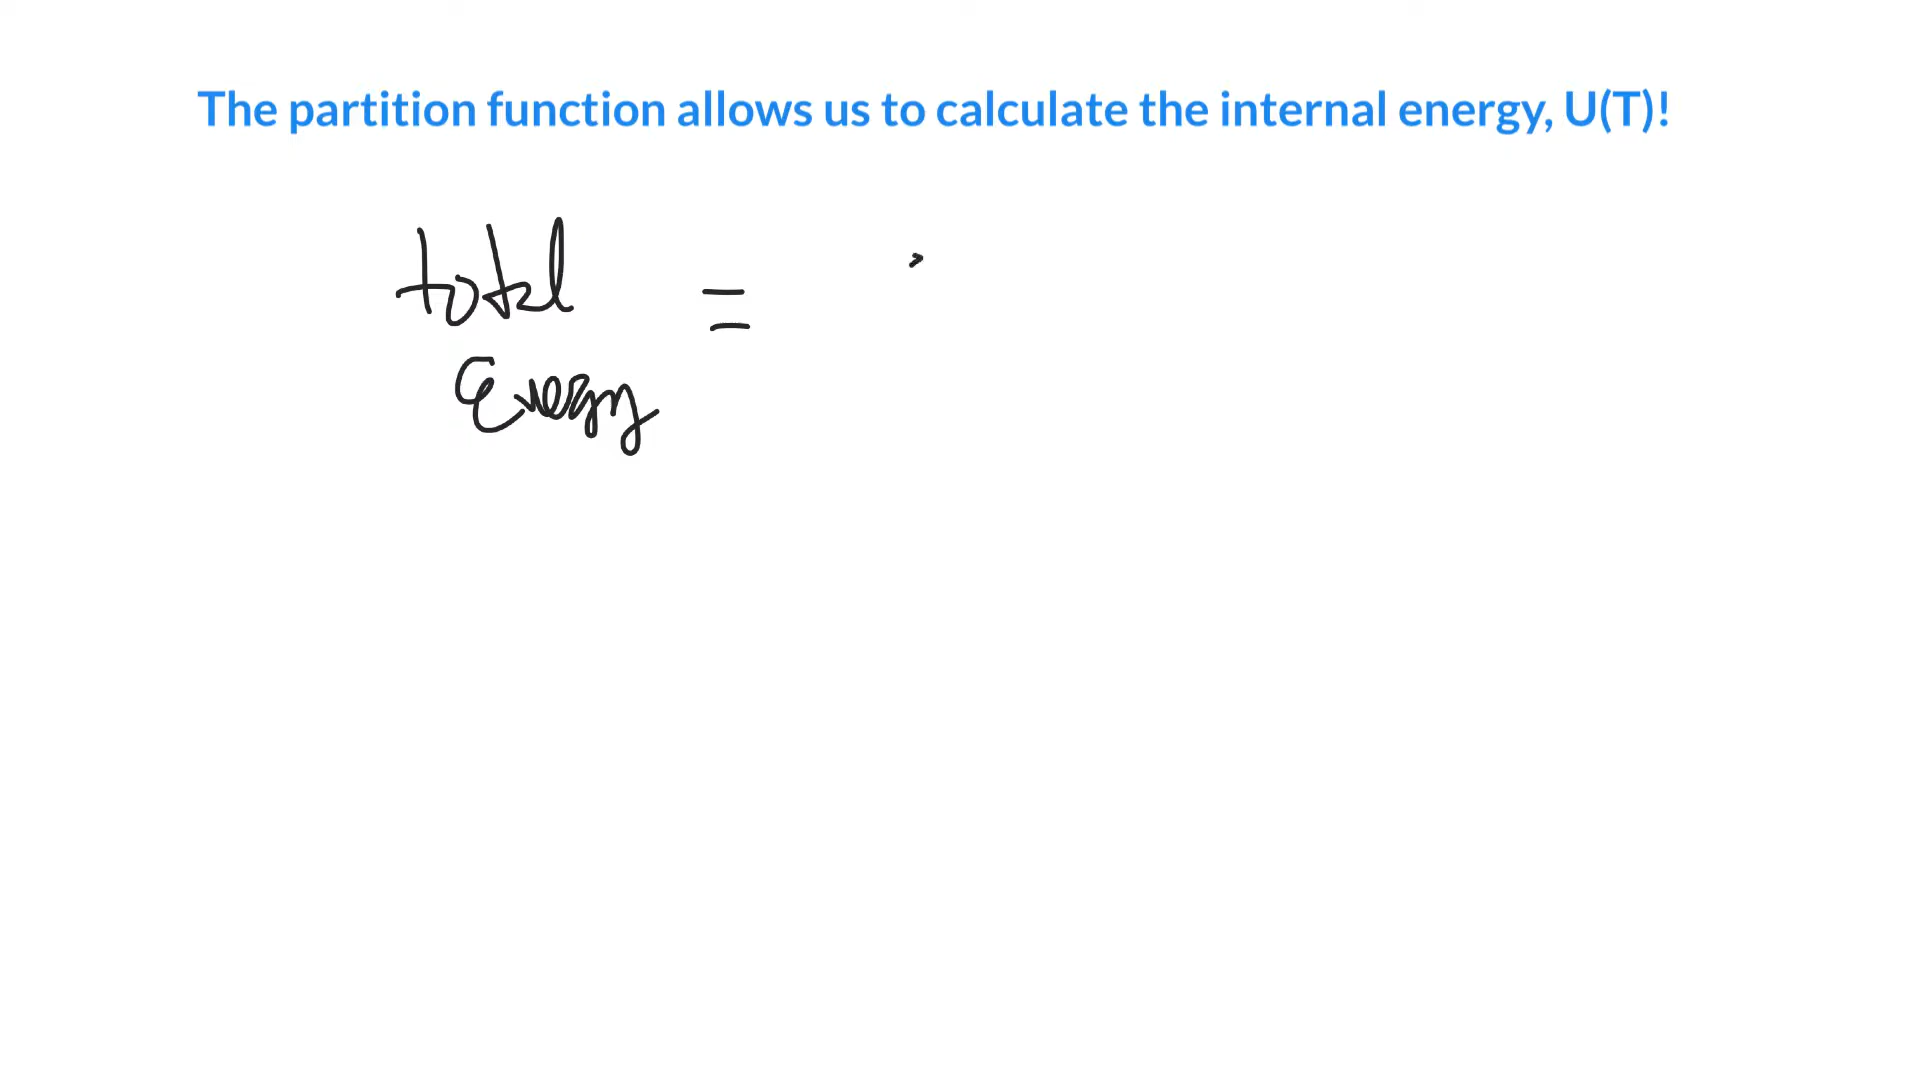 The partition function allows us to calculate the internal energy, U(T)!
total =
Energy